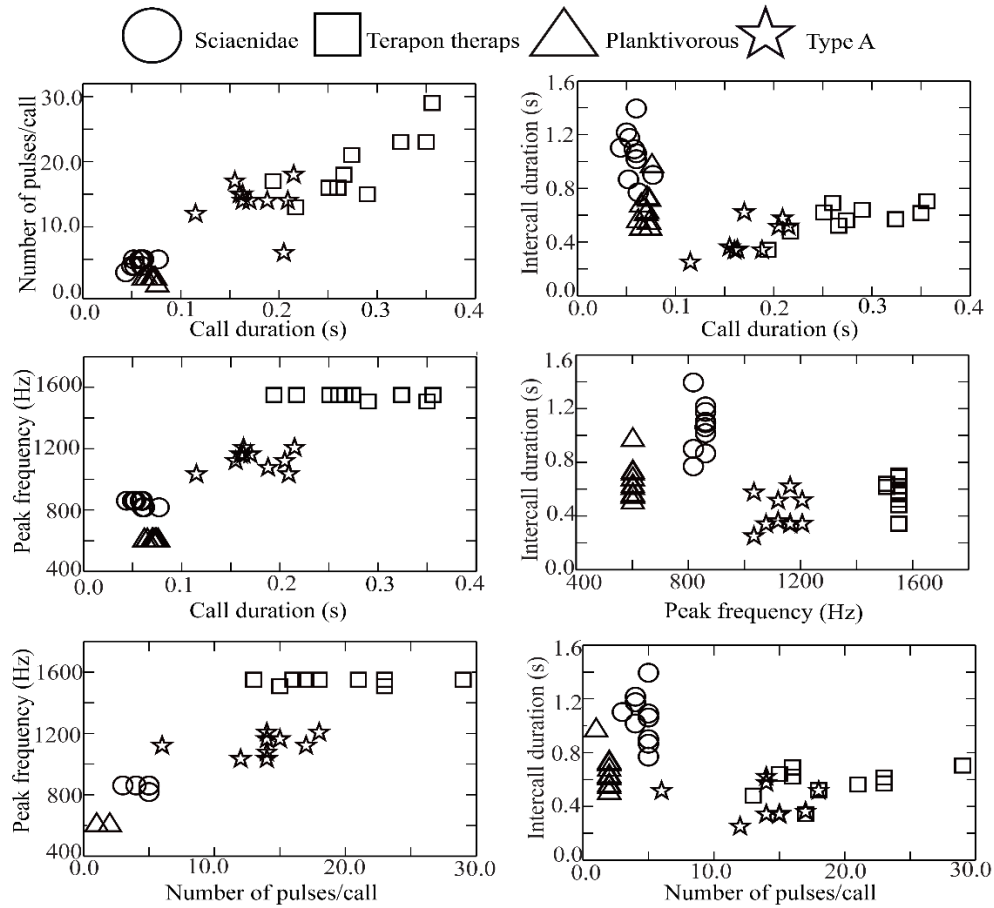 Sciaenidae Terapon theraps Planktivorous Type A
Number of pulses/call
30.0
20.0
10.0
0.0
0.0 0.1 0.2 0.3 0.4
Call duration (s)
Intercall duration (s)
1.6
1.2
0.8
0.4
0.0
0.1 0.2 0.3 0.4
Call duration (s)
Peak frequency (Hz)
1600
1200
800
400
0.0 0.1 0.2 0.3 0.4
Call duration (s)
Intercall duration (s)
1.6
1.2
0.8
0.4
0.0
400 800 1200 1600
Peak frequency (Hz)
Peak frequency (Hz)
1600
1200
800
400
0.0 10.0 20.0 30.0
Number of pulses/call
Intercall duration (s)
1.6
1.2
0.8
0.4
0.0
0.0 10.0 20.0 30.0
Number of pulses/call